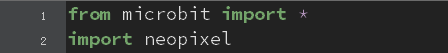 1 from microbit import *
2 import neopixel